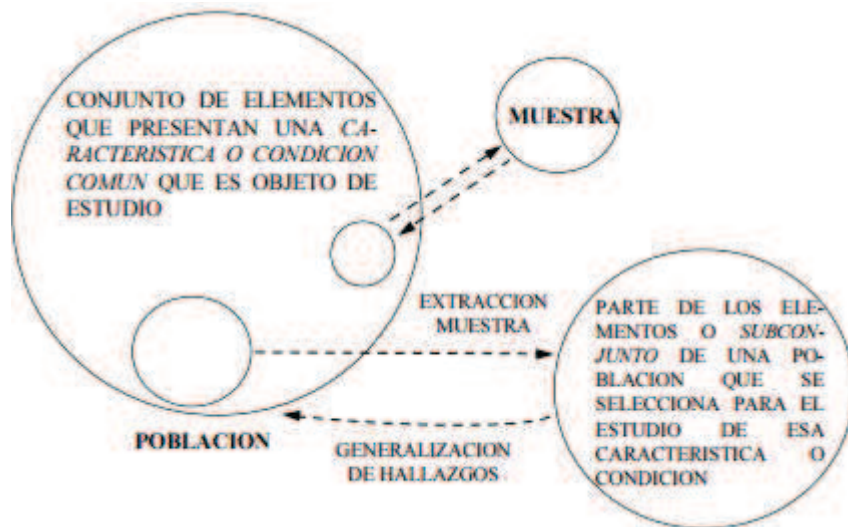 CONJUNTO DE ELEMENTOS
QUE PRESENTAN UNA CA-
RACTERISTICA O CONDICION
COMUN QUE ES OBJETO DE
ESTUDIO
MUESTRA
EXTRACCION
MUESTRA
PARTE DE LOS ELE-
MENTOS O SUBCON-
JUNTO DE UNA PO-
BLACION QUE SE
SELECCIONA PARA EL
ESTUDIO DE ESA
CARACTERISTICA O
CONDICION
POBLACION
GENERALIZACION
DE HALLAZGOS